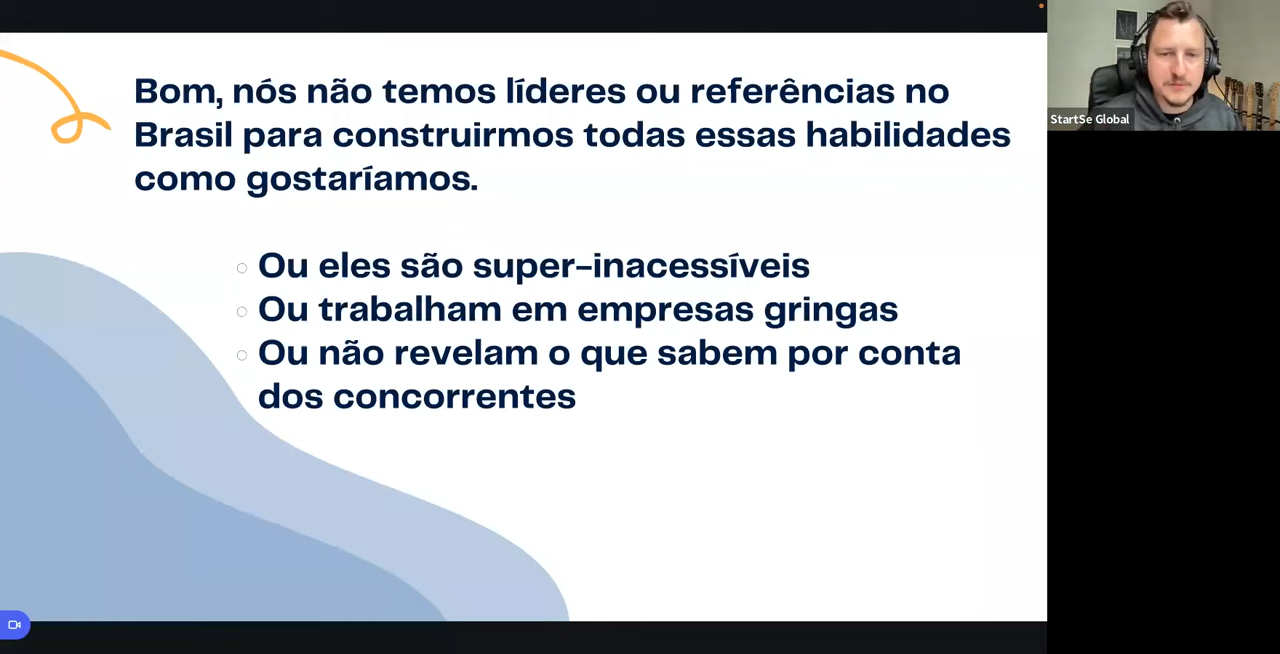 Bom, nós não temos líderes ou referências no
Brasil para construirmos todas essas habilidades
como gostaríamos.
Ou eles são super-inacessíveis
Ou trabalham em empresas gringas
Ou não revelam o que sabem por conta
dos concorrentes
StartSe Global